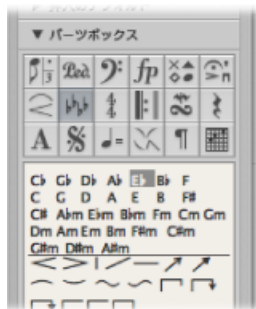 ▼ パーツボックス
Ped. fp
A
C♭ G♭ D♭ A♭ E♭ B♭ F
C G D A E B F#
C# A♭m E♭m B♭m Fm Cm Gm
Dm Am Em Bm F#m C#m
G#m D#m A#m